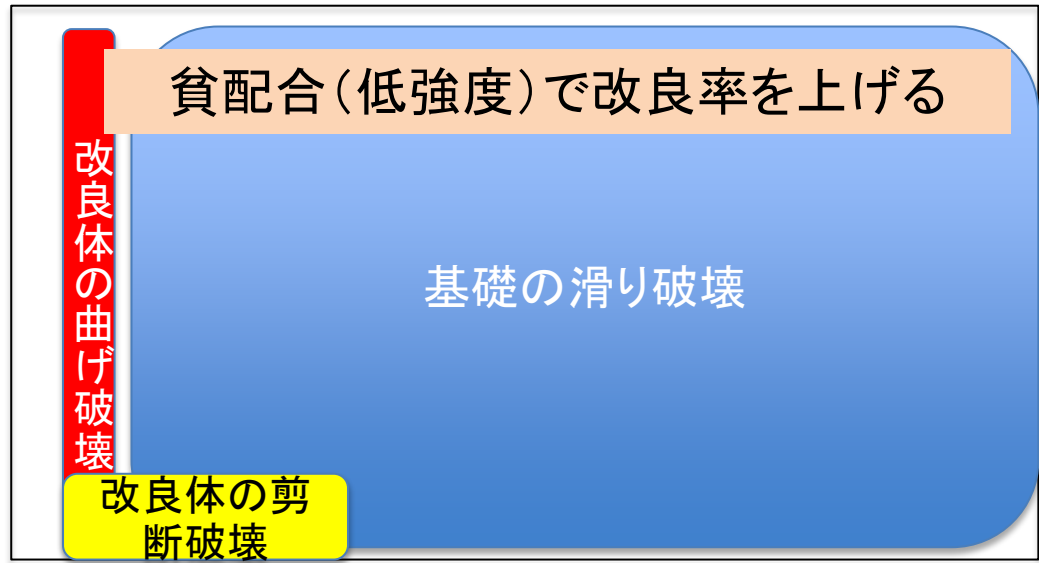 貧配合(低強度)で改良率を上げる
改良体の曲げ破壊
基礎の滑り破壊
改良体の剪
断破壊